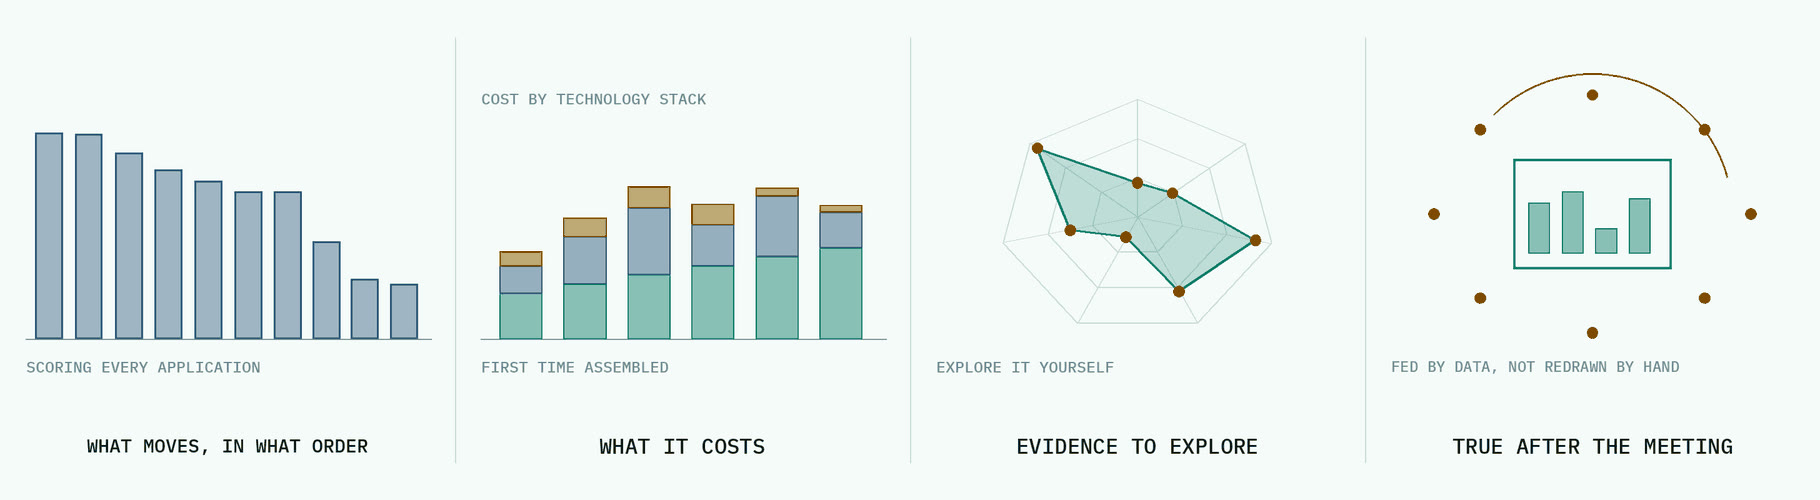 SCORING EVERY APPLICATION
WHAT MOVES, IN WHAT ORDER
COST BY TECHNOLOGY STACK
FIRST TIME ASSEMBLED
WHAT IT COSTS
EXPLORE IT YOURSELF
EVIDENCE TO EXPLORE
FED BY DATA, NOT REDRAWN BY HAND
TRUE AFTER THE MEETING